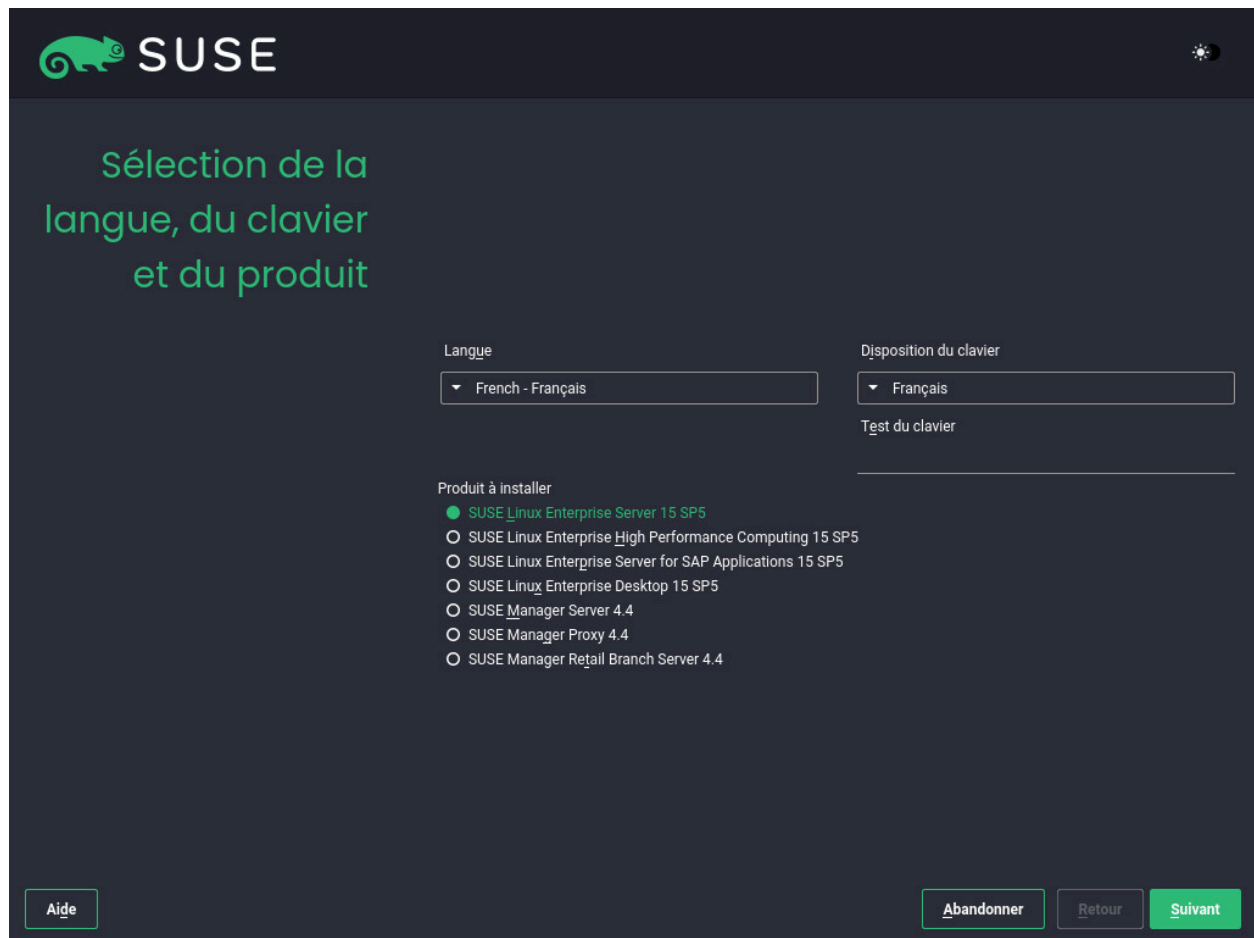 SUSE
Sélection de la
langue, du clavier
et du produit
Langue
French - Français
Disposition du clavier
Français
Test du clavier
Produit à installer
SUSE Linux Enterprise Server 15 SP5
SUSE Linux Enterprise High Performance Computing 15 SP5
SUSE Linux Enterprise Server for SAP Applications 15 SP5
SUSE Linux Enterprise Desktop 15 SP5
SUSE Manager Server 4.4
SUSE Manager Proxy 4.4
SUSE Manager Retail Branch Server 4.4
Aide
Abandonner
Retour
Suivant